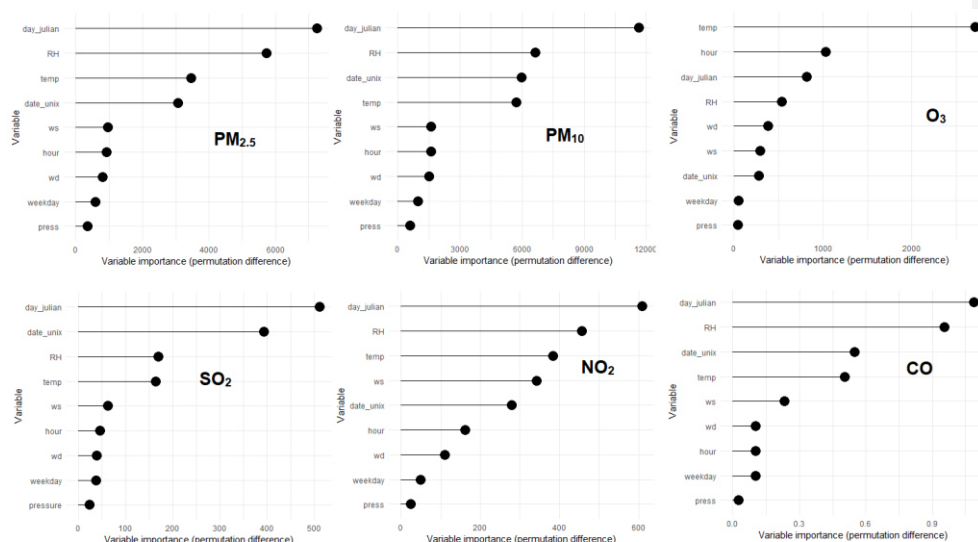 day_julian
RH
temp
date_unix
ws
hour
wd
weekday
press
Variable
PM2.5
0 2000 4000 6000
Variable importance (permutation difference)
day_julian
RH
date_unix
temp
ws
hour
wd
weekday
press
Variable
PM10
0 3000 6000 9000 12000
Variable importance (permutation difference)
temp
hour
day_julian
RH
wd
ws
date_unix
weekday
press
Variable
O3
0 1000 2000
Variable importance (permutation difference)
day_julian
date_unix
RH
temp
ws
hour
wd
weekday
pressure
Variable
SO2
0 100 200 300 400 500
Variable importance (permutation difference)
day_julian
RH
temp
ws
date_unix
hour
wd
weekday
press
Variable
NO2
0 200 400 600
Variable importance (permutation difference)
day_julian
RH
date_unix
temp
ws
wd
hour
weekday
press
Variable
CO
0.0 0.3 0.6 0.9
Variable importance (permutation difference)